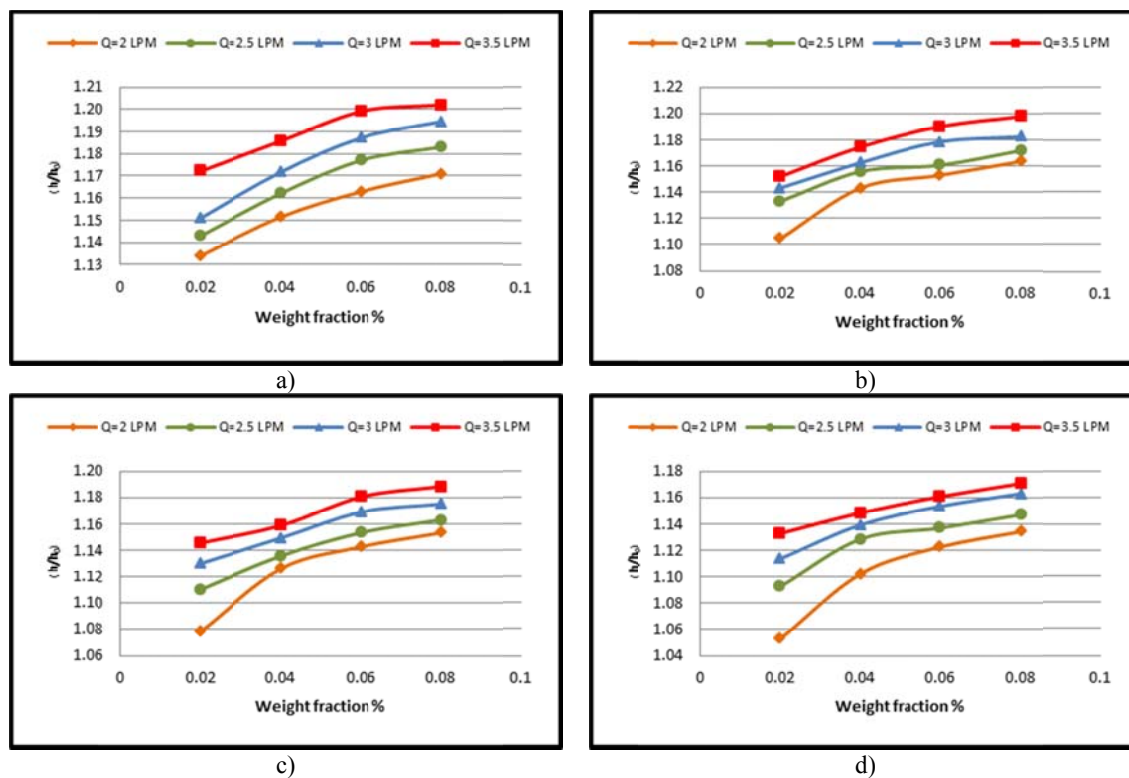 Q=2 LPM Q=2.5 LPM Q=3 LPM Q=3.5 LPM
1.21
1.20
1.19
1.18
1.17
1.16
1.15
1.14
1.13
(h/h₀)
0 0.02 0.04 0.06 0.08 0.1
Weight fraction %
a)
Q=2 LPM Q=2.5 LPM Q=3 LPM Q=3.5 LPM
1.22
1.20
1.18
1.16
1.14
1.12
1.10
1.08
(h/h₀)
0 0.02 0.04 0.06 0.08 0.1
Weight fraction %
b)
Q=2 LPM Q=2.5 LPM Q=3 LPM Q=3.5 LPM
1.20
1.18
1.16
1.14
1.12
1.10
1.08
1.06
(h/h₀)
0 0.02 0.04 0.06 0.08 0.1
Weight fraction %
c)
Q=2 LPM Q=2.5 LPM Q=3 LPM Q=3.5 LPM
1.18
1.16
1.14
1.12
1.10
1.08
1.06
1.04
(h/h₀)
0 0.02 0.04 0.06 0.08 0.1
Weight fraction %
d)